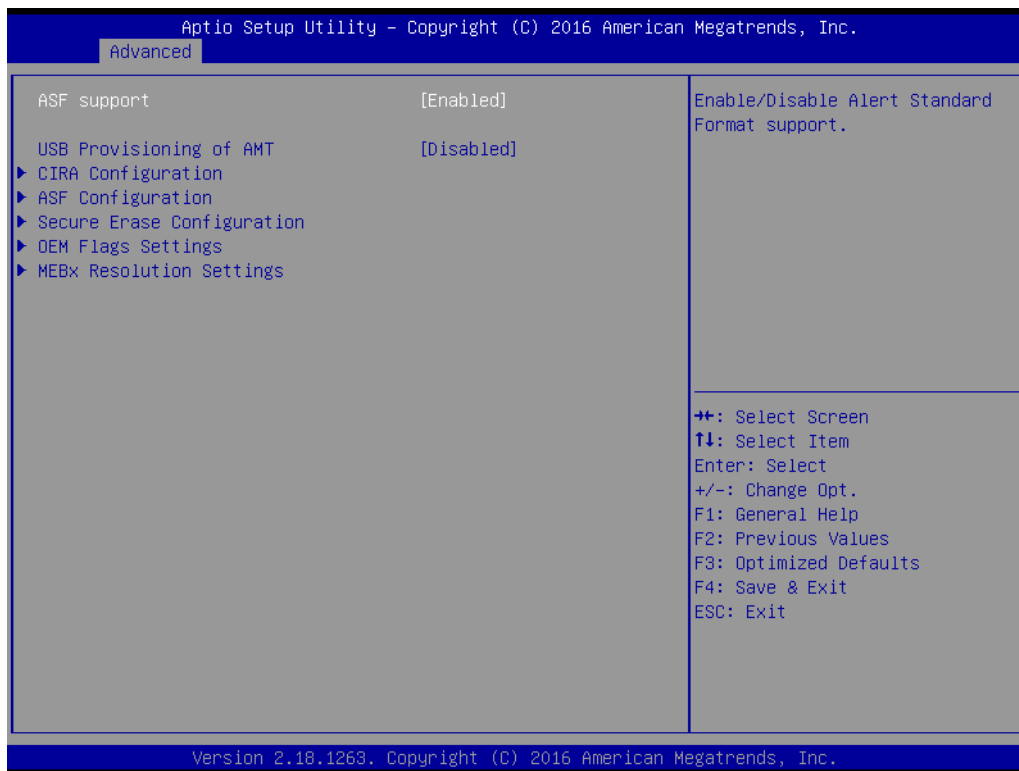 Aptio Setup Utility – Copyright (C) 2016 American Megatrends, Inc.
Advanced
ASF support [Enabled]
USB Provisioning of AMT [Disabled]
▶ CIRA Configuration
▶ ASF Configuration
▶ Secure Erase Configuration
▶ OEM Flags Settings
▶ MEBx Resolution Settings
Enable/Disable Alert Standard
Format support.
→←: Select Screen
↑↓: Select Item
Enter: Select
+/-: Change Opt.
F1: General Help
F2: Previous Values
F3: Optimized Defaults
F4: Save & Exit
ESC: Exit
Version 2.18.1263. Copyright (C) 2016 American Megatrends, Inc.